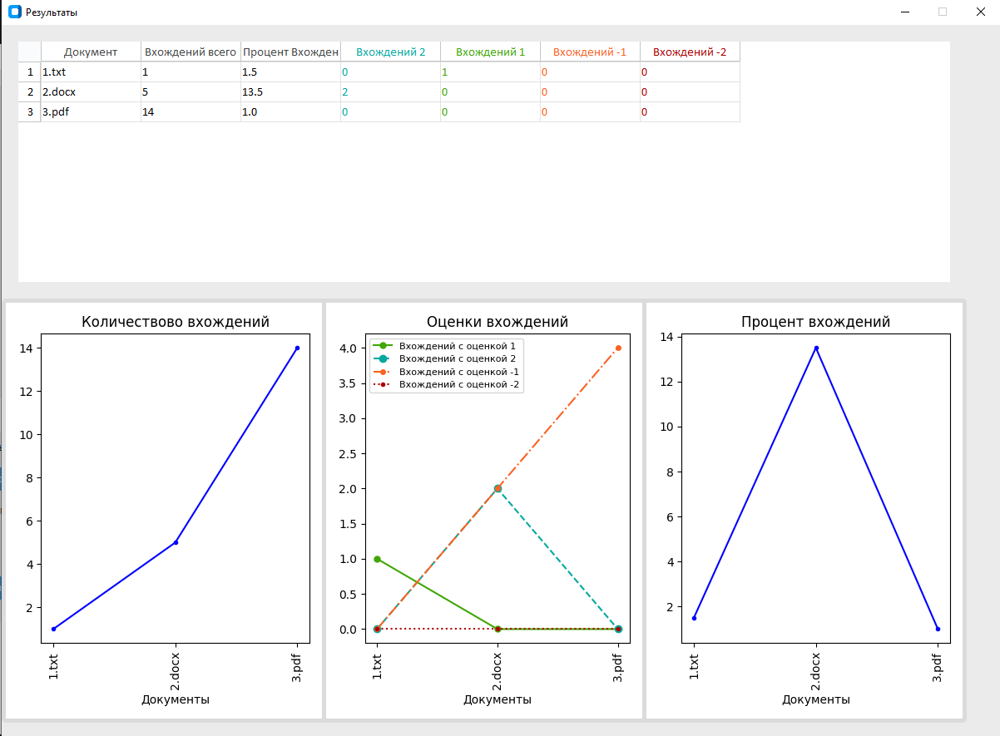 Результаты
Документ Вхождений всего Процент Вхожден Вхождений 2 Вхождений 1 Вхождений -1 Вхождений -2
1 1.txt 1 1.5 0 1 0 0
2 2.docx 5 13.5 2 0 0 0
3 3.pdf 14 1.0 0 0 0 0
Количествово вхождений
14
12
10
8
6
4
2
1.txt
2.docx
3.pdf
Документы
Оценки вхождений
Вхождений с оценкой 1
Вхождений с оценкой 2
Вхождений с оценкой -1
Вхождений с оценкой -2
4.0
3.5
3.0
2.5
2.0
1.5
1.0
0.5
0.0
1.txt
2.docx
3.pdf
Документы
Процент вхождений
14
12
10
8
6
4
2
1.txt
2.docx
3.pdf
Документы